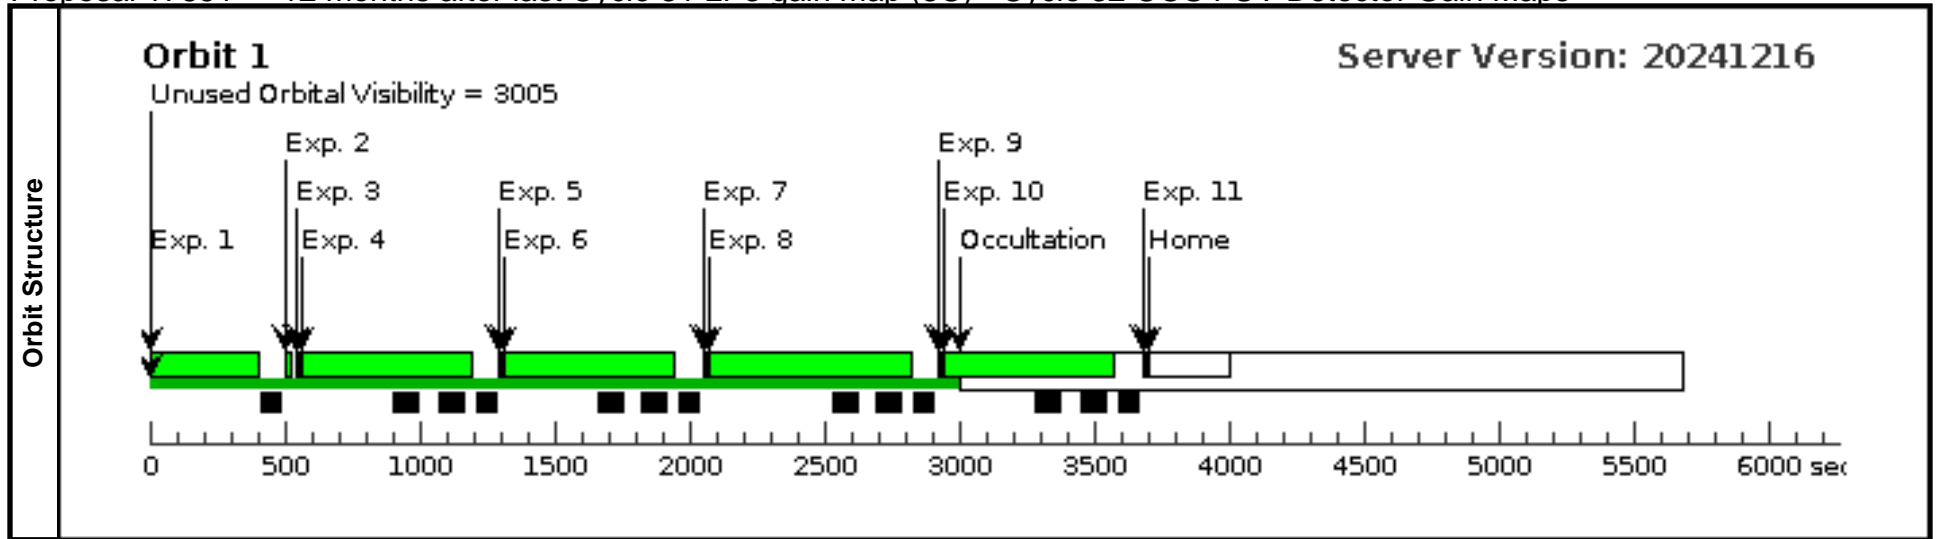 Orbit Structure
Orbit 1
Server Version: 20241216
Unused Orbital Visibility = 3005
Exp. 2
Exp. 9
Exp. 3
Exp. 5
Exp. 7
Exp. 10
Exp. 11
Exp. 1
Exp. 4
Exp. 6
Exp. 8
Occultation
Home
0 500 1000 1500 2000 2500 3000 3500 4000 4500 5000 5500 6000